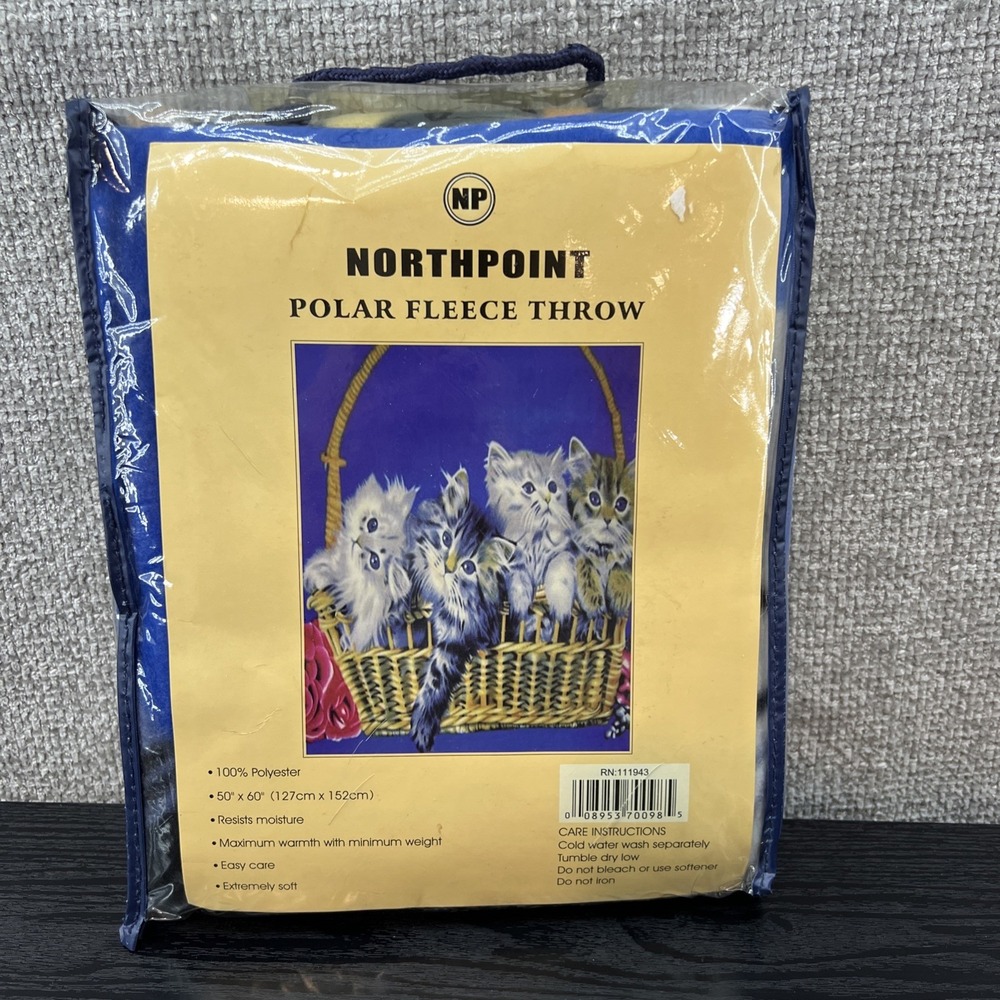 NP
NORTHPOINT
POLAR FLEECE THROW
• 100% Polyester
• 50" x 60" (127cm x 152cm)
• Resists moisture
• Maximum warmth with minimum weight
• Easy care
• Extremely soft
RN:111943
0 08953 70098 5
CARE INSTRUCTIONS
Cold water wash separately
Tumble dry low
Do not bleach or use softener
Do not iron